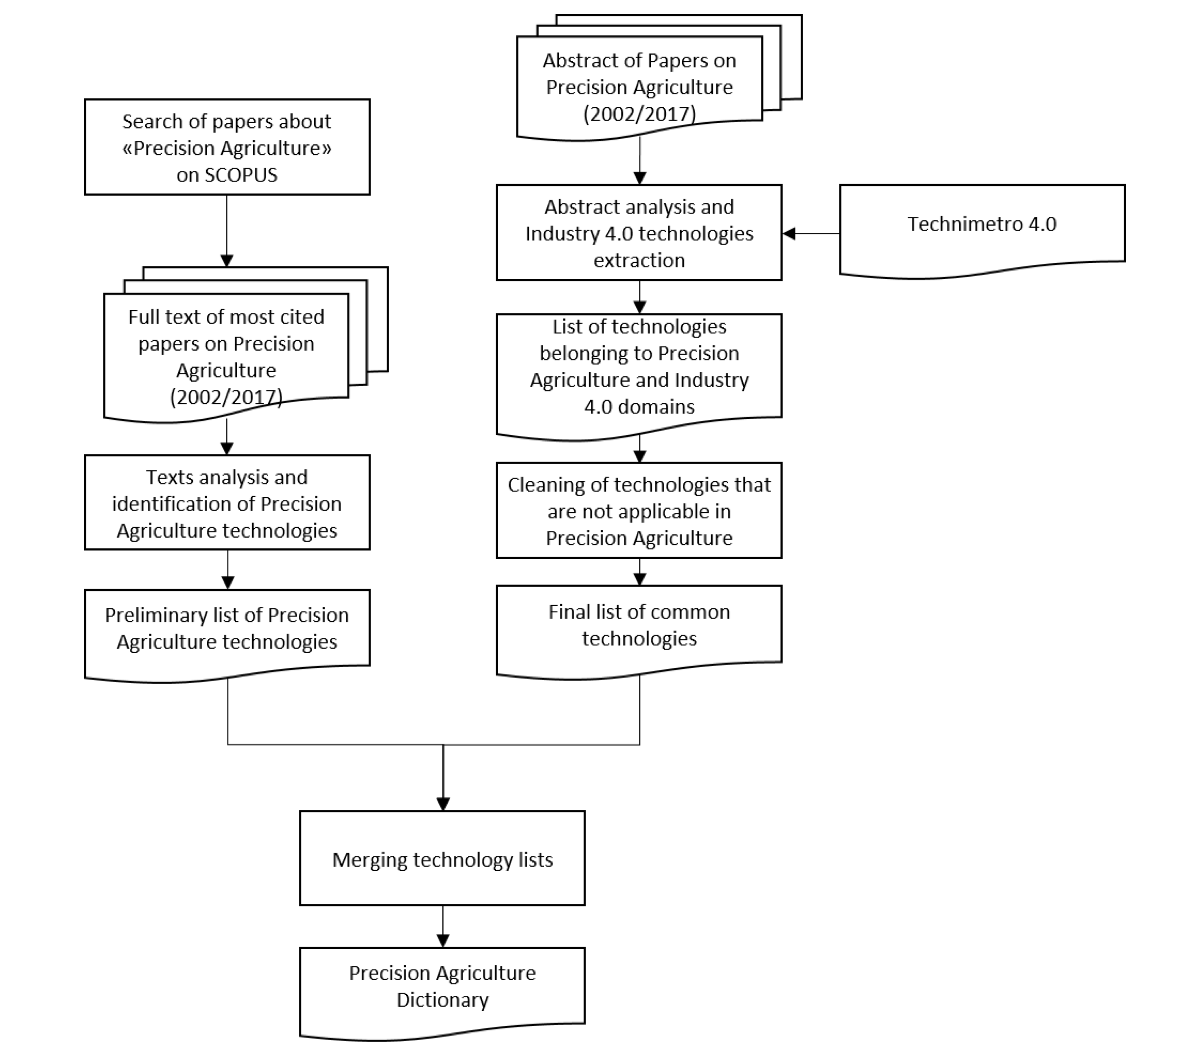 Search of papers about
«Precision Agriculture»
on SCOPUS
Full text of most cited
papers on Precision
Agriculture
(2002/2017)
Texts analysis and
identification of Precision
Agriculture technologies
Preliminary list of Precision
Agriculture technologies
Abstract of Papers on
Precision Agriculture
(2002/2017)
Abstract analysis and
Industry 4.0 technologies
extraction
Technimetro 4.0
List of technologies
belonging to Precision
Agriculture and Industry
4.0 domains
Cleaning of technologies that
are not applicable in
Precision Agriculture
Final list of common
technologies
Merging technology lists
Precision Agriculture
Dictionary